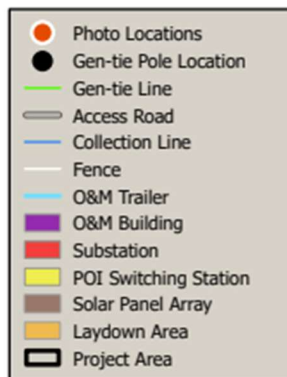 Photo Locations
Gen-tie Pole Location
Gen-tie Line
Access Road
Collection Line
Fence
O&M Trailer
O&M Building
Substation
POI Switching Station
Solar Panel Array
Laydown Area
Project Area